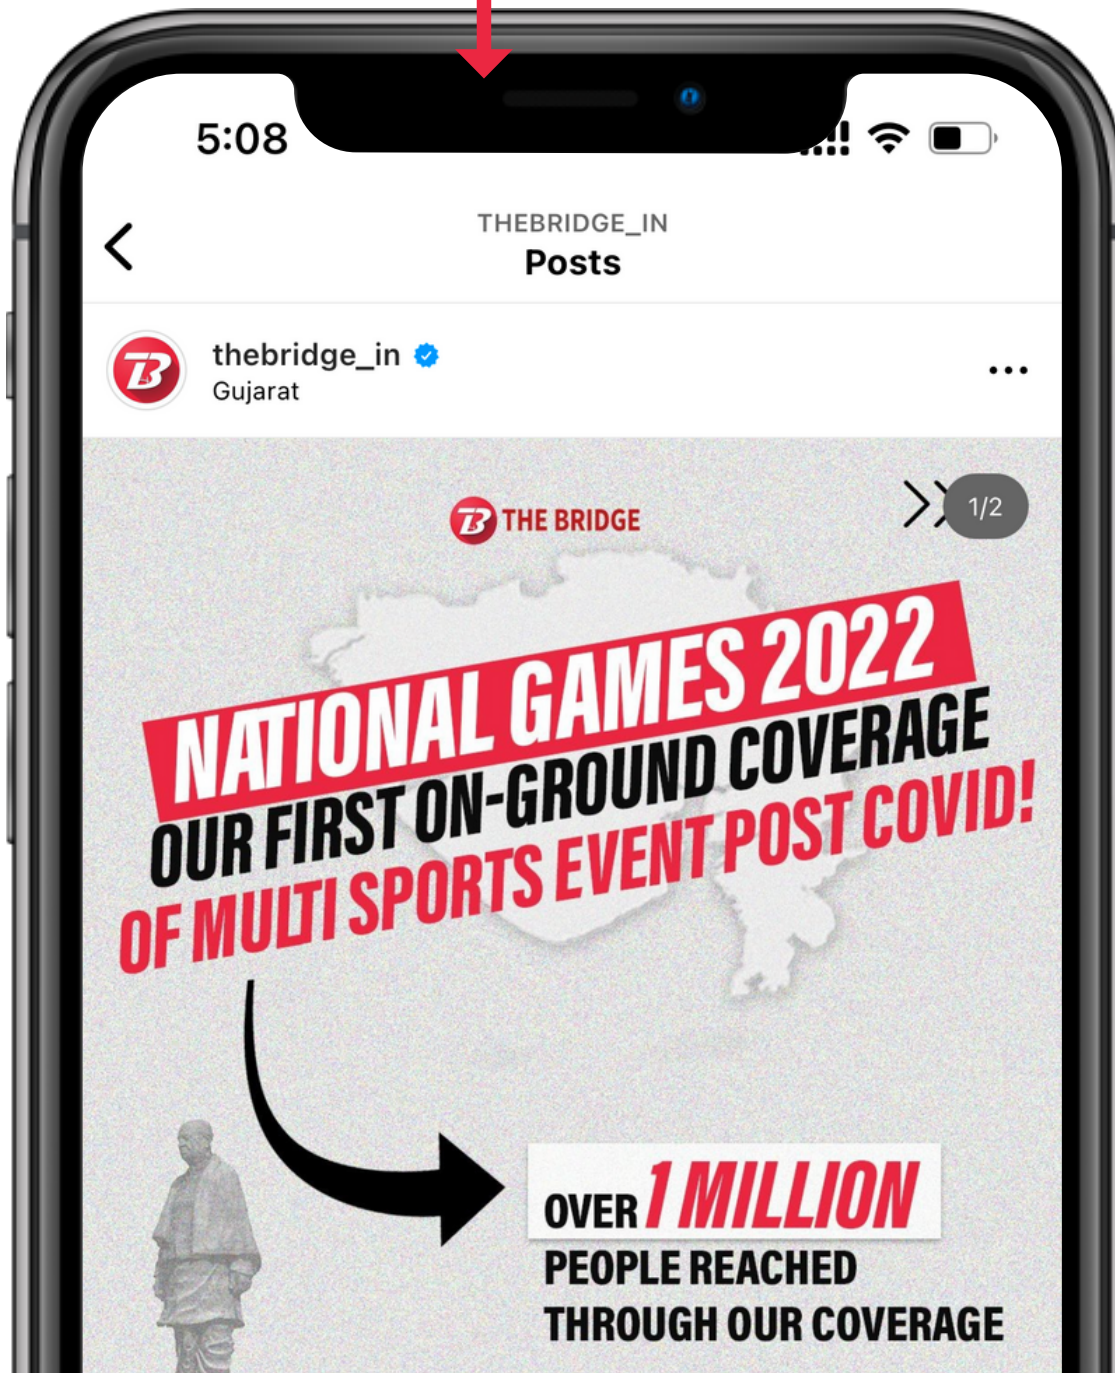 5:08
THEBRIDGE_IN
Posts
thebridge_in
Gujarat
THE BRIDGE
1/2
NATIONAL GAMES 2022
OUR FIRST ON-GROUND COVERAGE
OF MULTI SPORTS EVENT POST COVID!
OVER 1 MILLION
PEOPLE REACHED
THROUGH OUR COVERAGE